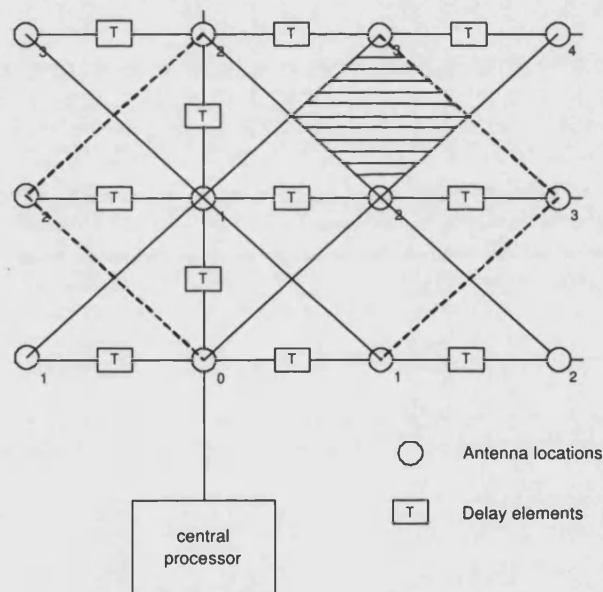 T T T
3 2 3 4
T
T T T
2 1 2 3
T
T T T
1 0 1 2
Antenna locations
T Delay elements
central
processor